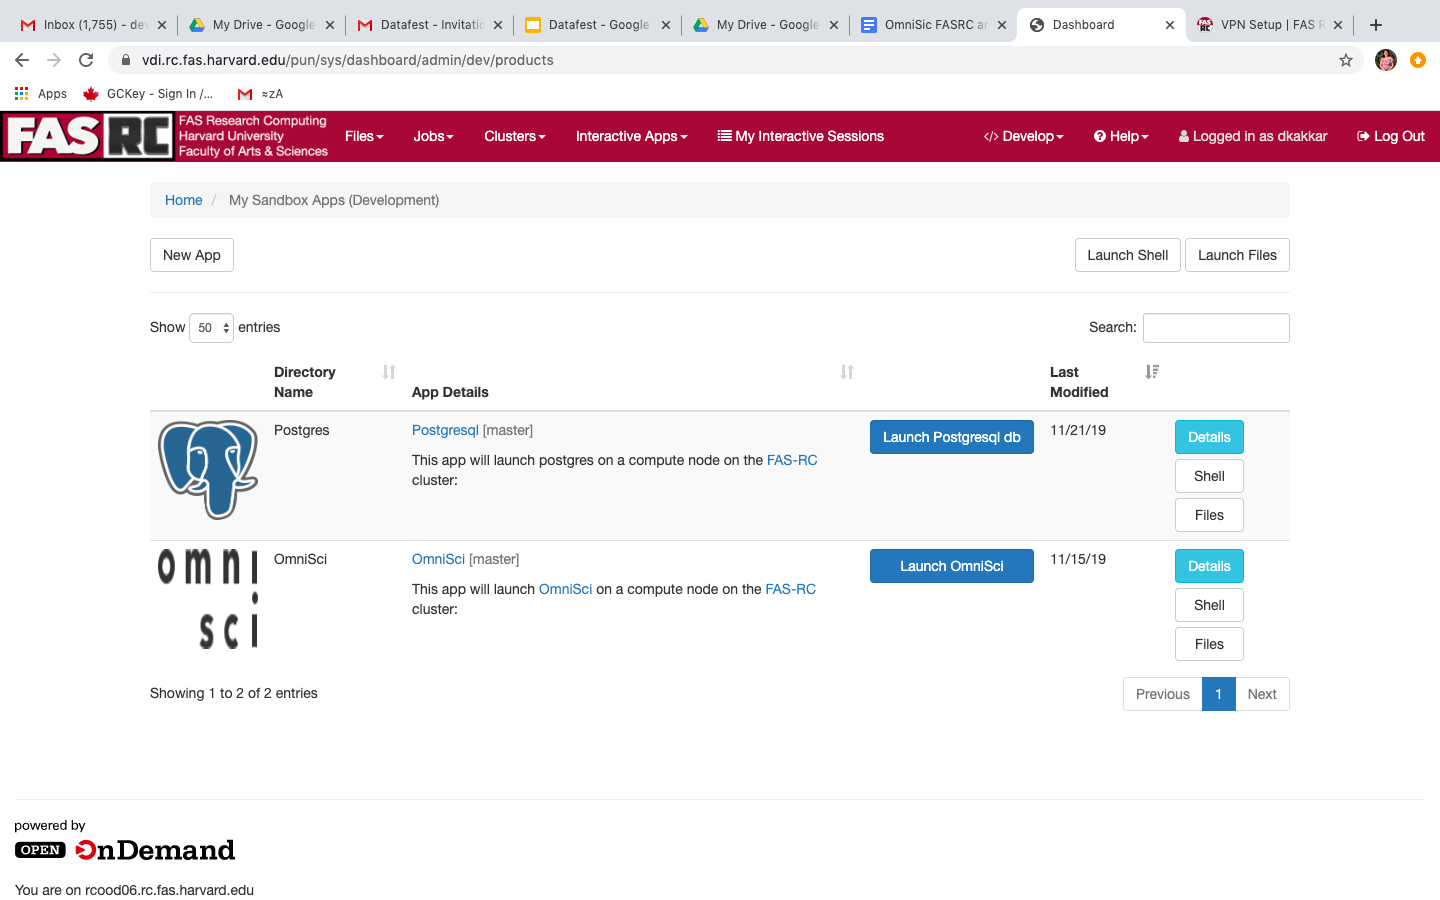 Inbox (1,755) - dev
My Drive - Google
Datafest - Invitatio
Datafest - Google
My Drive - Google
OmniSic FASRC an
Dashboard
VPN Setup | FAS R
vdi.rc.fas.harvard.edu/pun/sys/dashboard/admin/dev/products
Apps
GCKey - Sign In /...
≈zA
FAS RC
FAS Research Computing
Harvard University
Faculty of Arts & Sciences
Files
Jobs
Clusters
Interactive Apps
My Interactive Sessions
</> Develop
Help
Logged in as dkakkar
Log Out
Home / My Sandbox Apps (Development)
New App
Launch Shell
Launch Files
Show 50 entries
Search:
Directory
Name
App Details
Last
Modified
Postgres
Postgresql [master]
This app will launch postgres on a compute node on the FAS-RC
cluster:
Launch Postgresql db
11/21/19
Details
Shell
Files
omni
sci
OmniSci
OmniSci [master]
This app will launch OmniSci on a compute node on the FAS-RC
cluster:
Launch OmniSci
11/15/19
Details
Shell
Files
Showing 1 to 2 of 2 entries
Previous
1
Next
powered by
OPEN OnDemand
You are on rcood06.rc.fas.harvard.edu